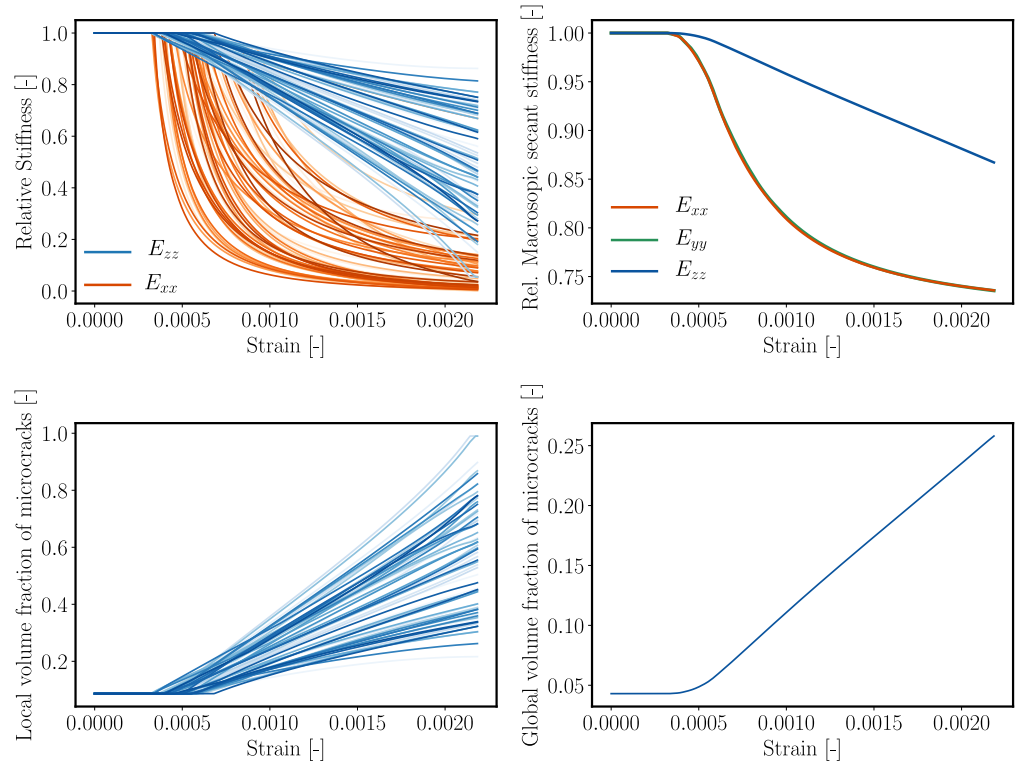 Relative Stiffness [-]
1.0
0.8
0.6
0.4
0.2
0.0
E_zz
E_xx
0.0000 0.0005 0.0010 0.0015 0.0020
Strain [-]
Rel. Macrosopic secant stiffness [-]
1.00
0.95
0.90
0.85
0.80
0.75
E_xx
E_yy
E_zz
0.0000 0.0005 0.0010 0.0015 0.0020
Strain [-]
Local volume fraction of microcracks [-]
1.0
0.8
0.6
0.4
0.2
0.0000 0.0005 0.0010 0.0015 0.0020
Strain [-]
Global volume fraction of microcracks [-]
0.25
0.20
0.15
0.10
0.05
0.0000 0.0005 0.0010 0.0015 0.0020
Strain [-]